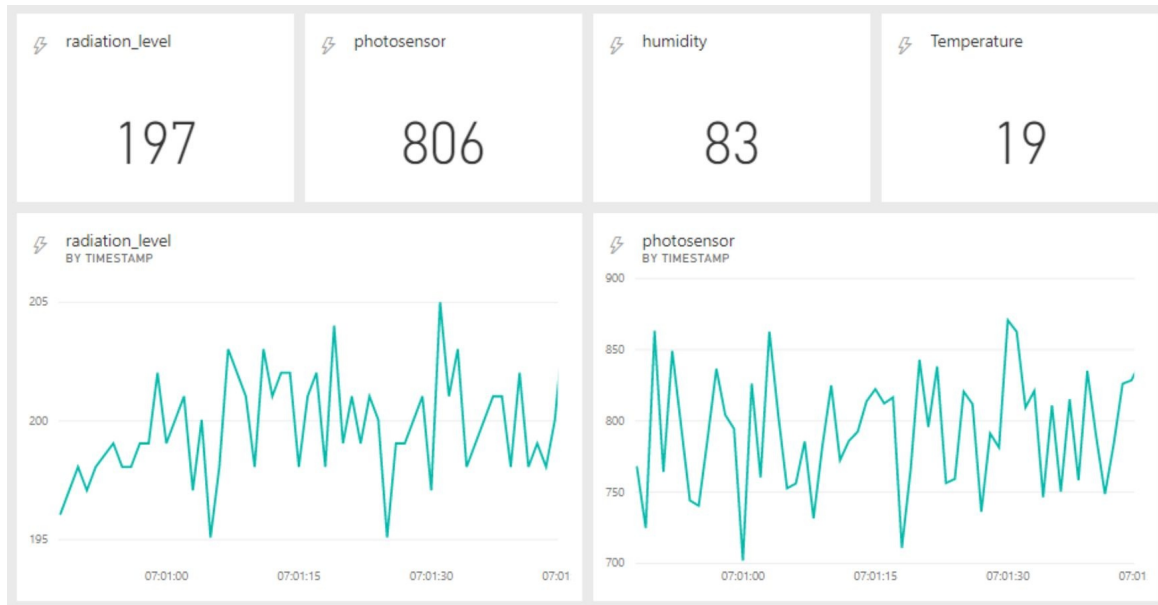 radiation_level
197
photosensor
806
humidity
83
Temperature
19
radiation_level
BY TIMESTAMP
205
200
195
07:01:00 07:01:15 07:01:30 07:01
photosensor
BY TIMESTAMP
900
850
800
750
700
07:01:00 07:01:15 07:01:30 07:01